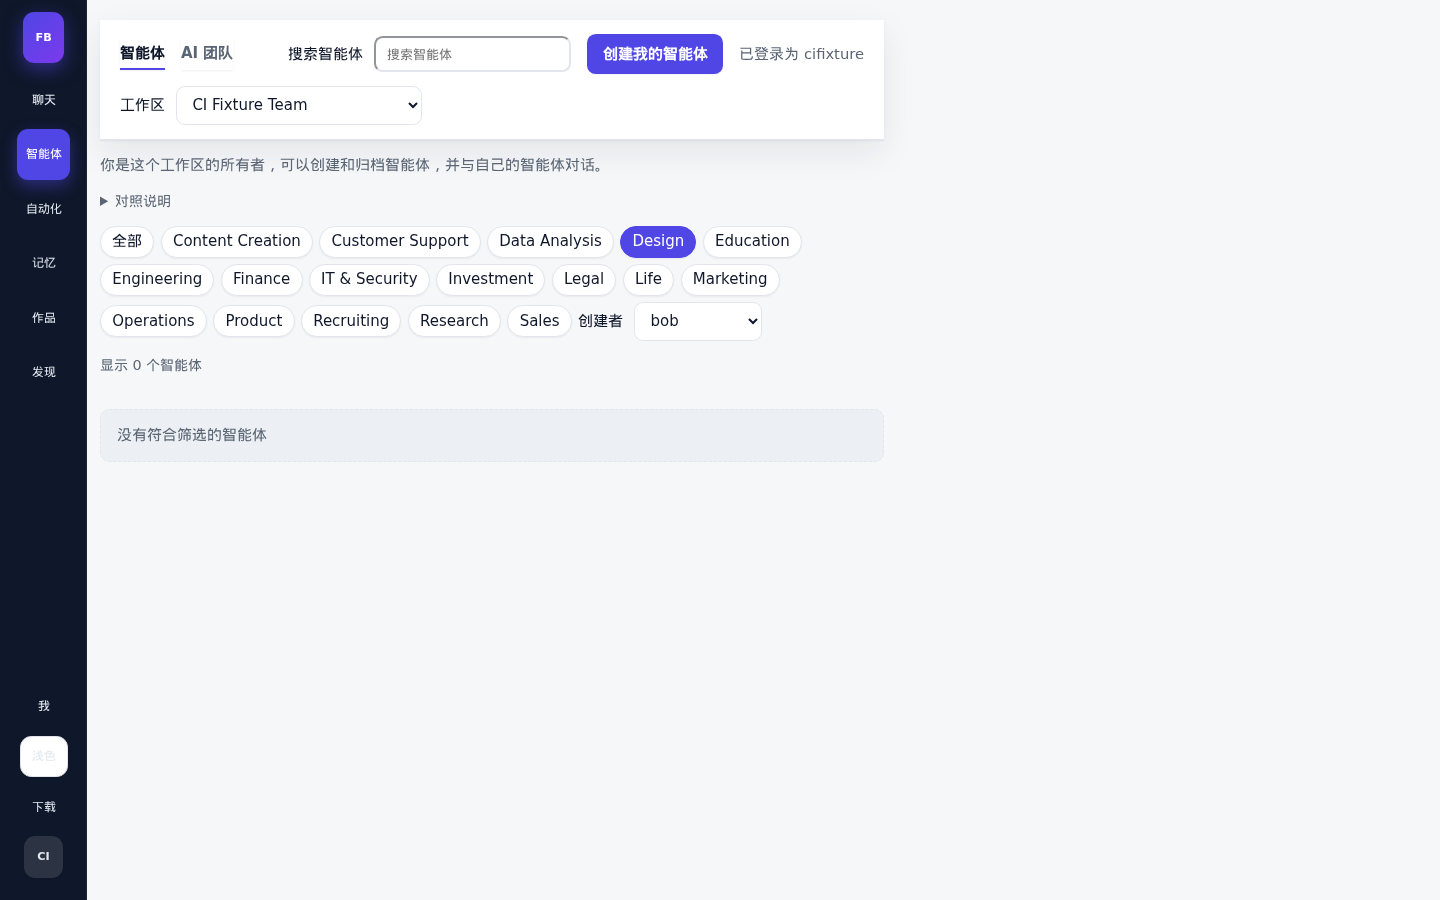 FB
聊天
智能体
自动化
记忆
作品
发现
我
浅色
下载
CI
智能体 AI 团队 搜索智能体 搜索智能体 创建我的智能体 已登录为 cifixture
工作区 CI Fixture Team
你是这个工作区的所有者，可以创建和归档智能体，并与自己的智能体对话。
▶ 对照说明
全部 Content Creation Customer Support Data Analysis Design Education
Engineering Finance IT & Security Investment Legal Life Marketing
Operations Product Recruiting Research Sales 创建者 bob
显示 0 个智能体
没有符合筛选的智能体